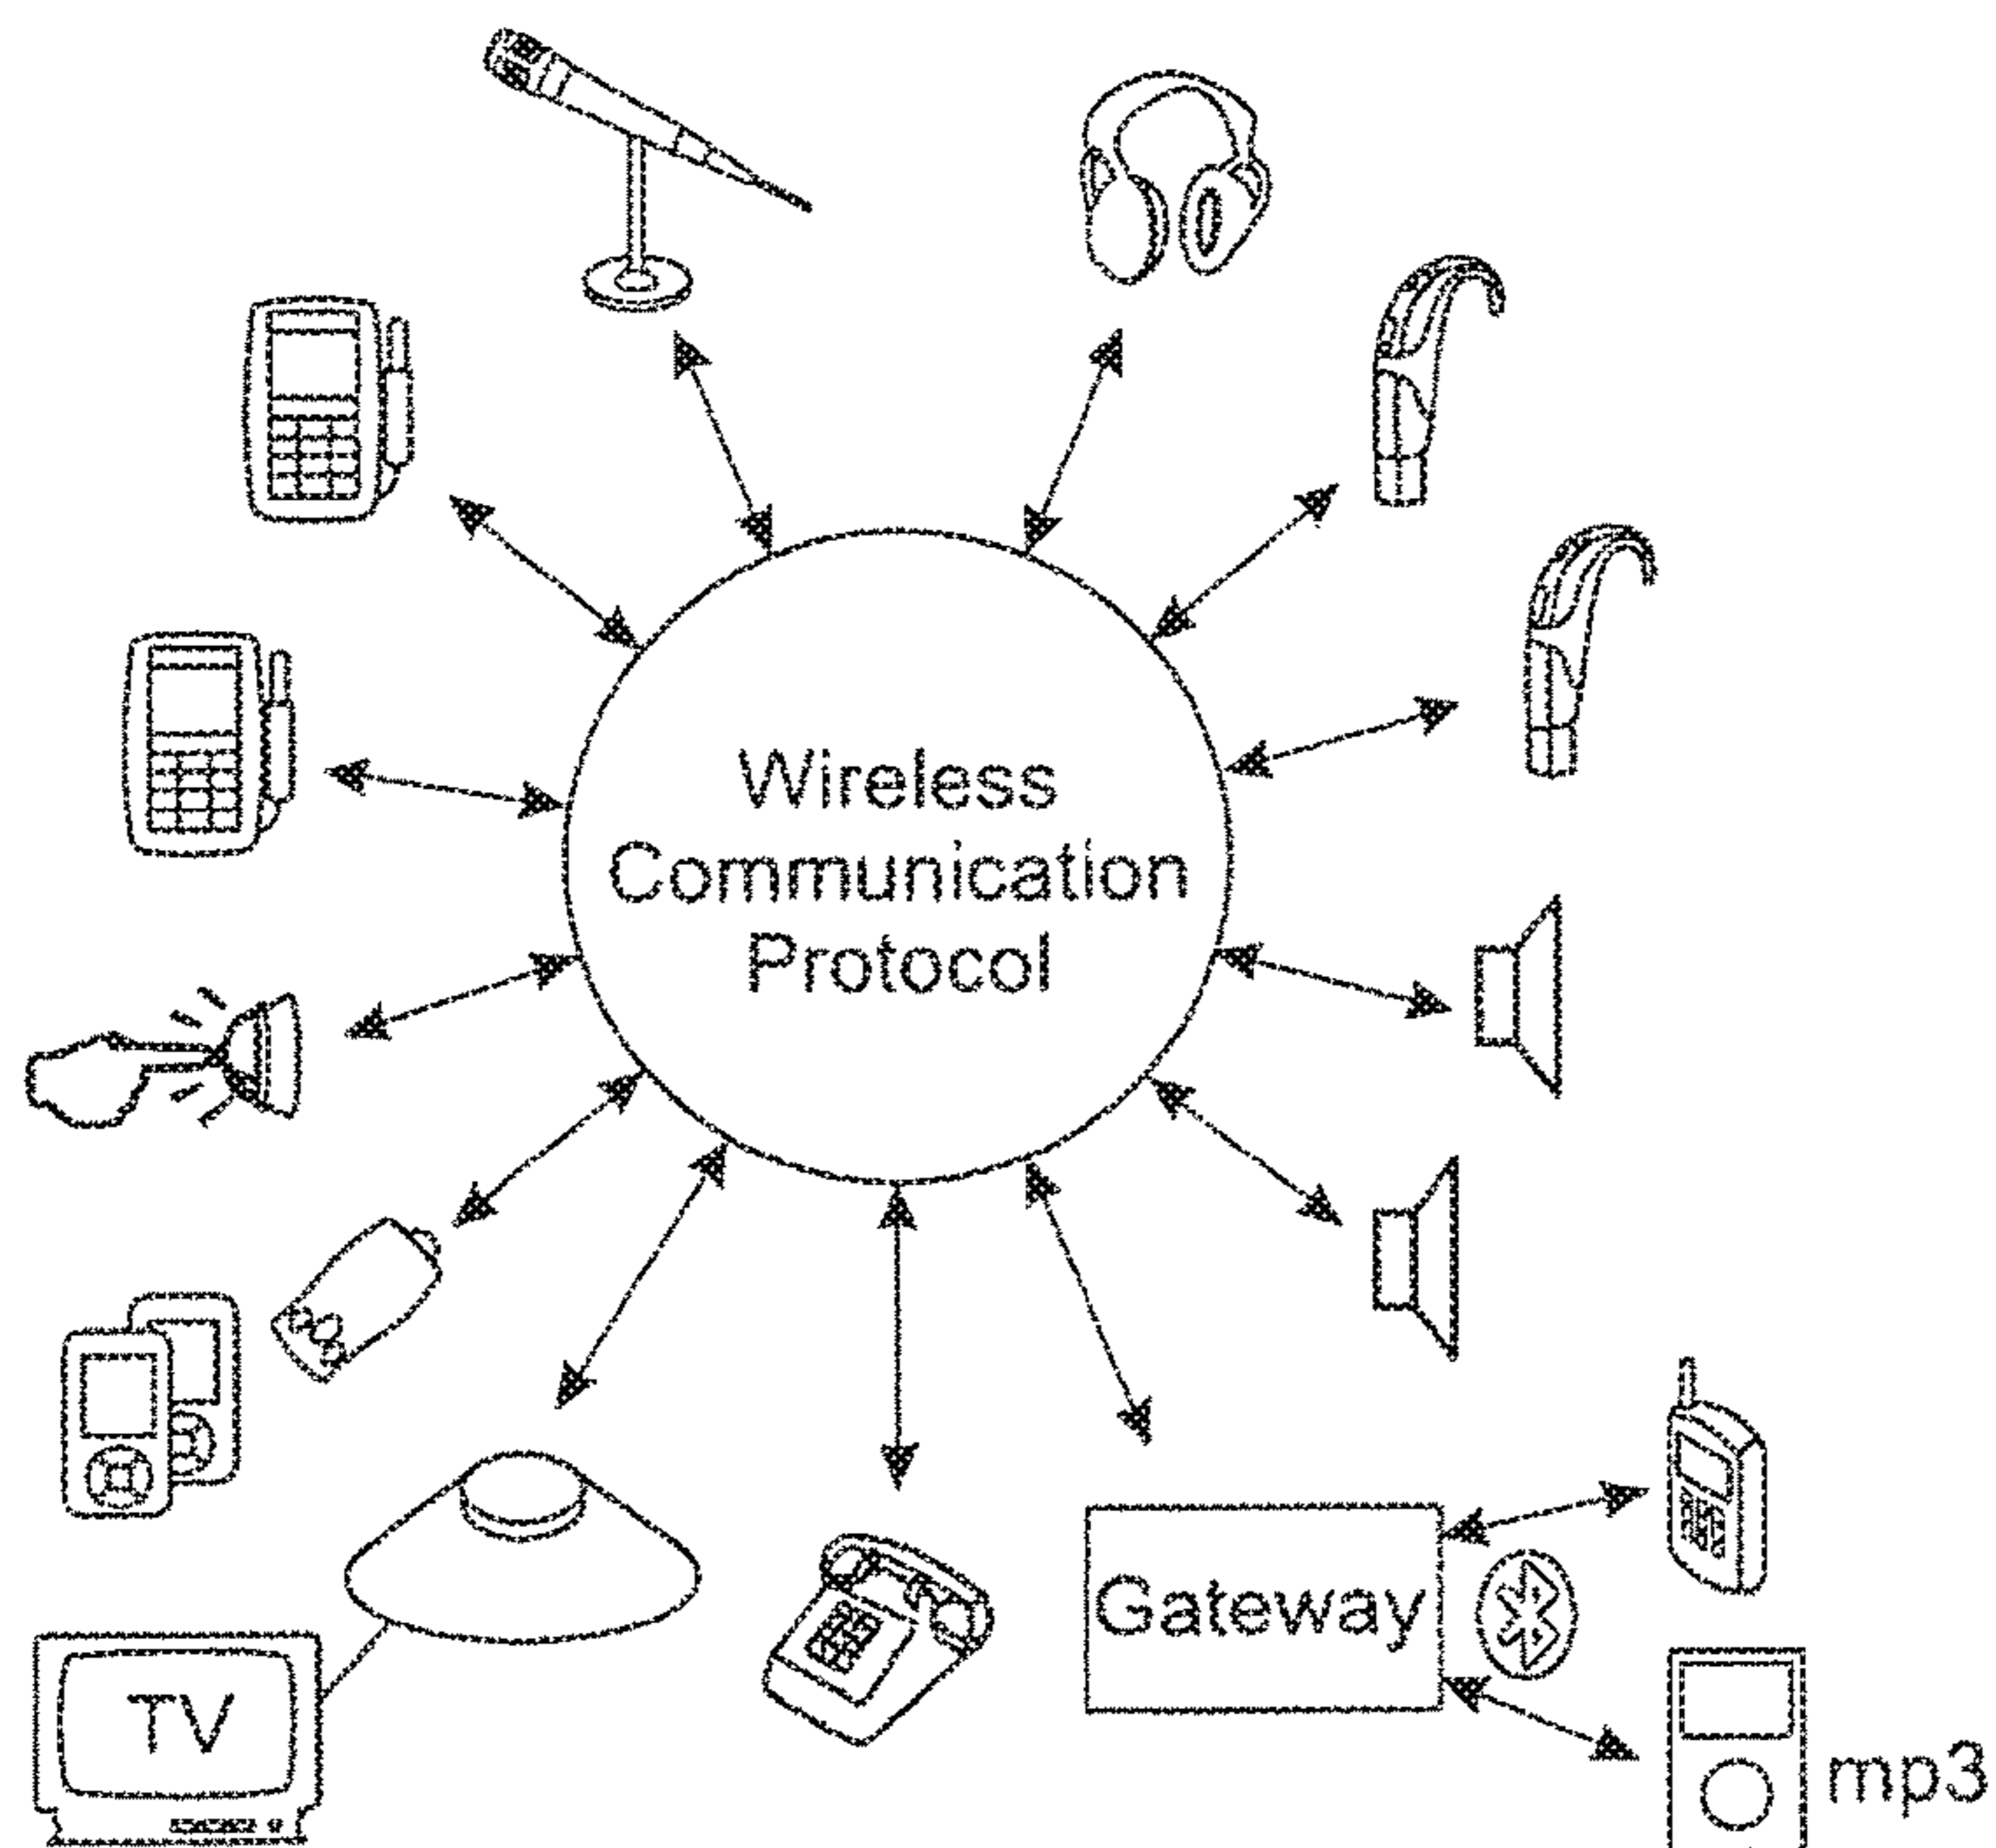 Wireless
Communication
Protocol
Gateway
TV
mp3